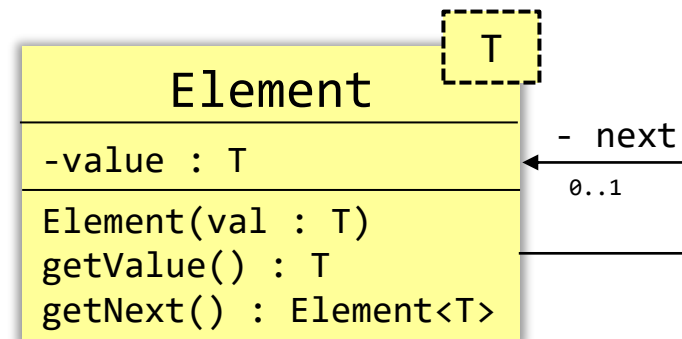 T
Element
-value : T
- next
0..1
Element(val : T)
getValue() : T
getNext() : Element<T>